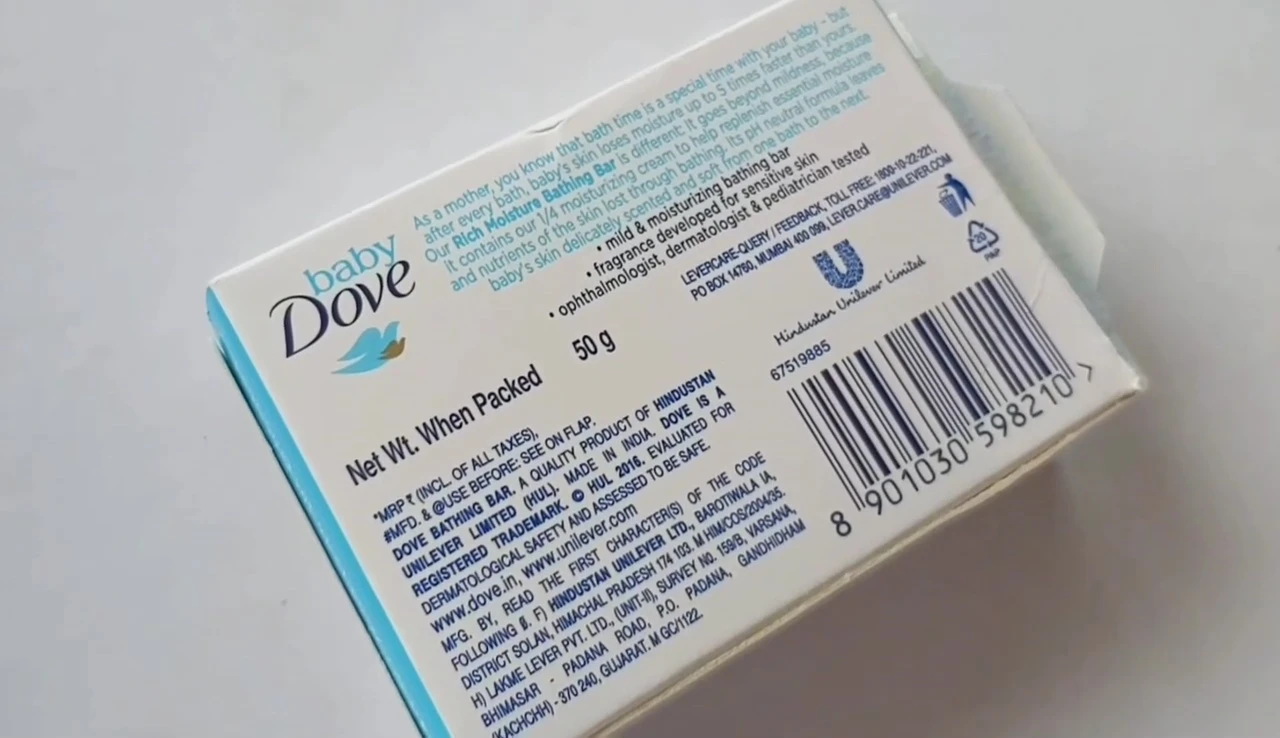 As a mother, you know that bath time is a special time with your baby - but
after every bath, baby's skin loses moisture up to 5 times faster than yours.
Our Rich Moisture Bathing Bar is different: It goes beyond mildness, because
it contains our 1/4 moisturizing cream to help replenish essential moisture
and nutrients of the skin lost through bathing. Its pH neutral formula leaves
baby's skin delicately scented and soft from one bath to the next.
• mild & moisturizing bathing bar
• fragrance developed for sensitive skin
• ophthalmologist, dermatologist & pediatrician tested
baby
Dove
LEVERCARE-QUERY / FEEDBACK, TOLL FREE: 1800-10-22-221,
PO BOX 14760, MUMBAI 400 099, LEVER.CARE@UNILEVER.COM
Hindustan Unilever Limited
PAP
Net Wt. When Packed 50 g
67519885
8 901030 598210 >
*MRP ₹ (INCL. OF ALL TAXES),
#MFD. & @USE BEFORE: SEE ON FLAP.
DOVE BATHING BAR. A QUALITY PRODUCT OF HINDUSTAN
UNILEVER LIMITED (HUL). MADE IN INDIA. DOVE IS A
REGISTERED TRADEMARK. © HUL 2016. EVALUATED FOR
DERMATOLOGICAL SAFETY AND ASSESSED TO BE SAFE.
www.dove.in, www.unilever.com
MFG. BY, READ THE FIRST CHARACTER(S) OF THE CODE
FOLLOWING @. F) HINDUSTAN UNILEVER LTD., BAROTIWALA IA,
DISTRICT SOLAN, HIMACHAL PRADESH 174 103. M HIM/COS/2004/35.
H) LAKME LEVER PVT. LTD., (UNIT-II), SURVEY No. 159/B, VARSANA,
BHIMASAR - PADANA ROAD, P.O. PADANA, GANDHIDHAM
(KACHCHH) - 370 240, GUJARAT. M GC/1122.